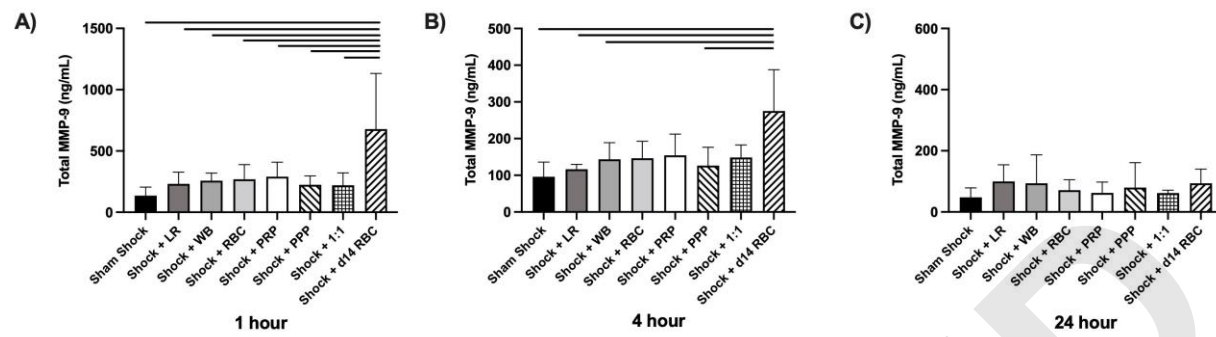 A)
Total MMP-9 (ng/mL)
1500
1000
500
0
Sham Shock
Shock + LR
Shock + WB
Shock + RBC
Shock + PRP
Shock + PPP
Shock + 1:1
Shock + d14 RBC
1 hour
B)
Total MMP-9 (ng/mL)
500
400
300
200
100
0
Sham Shock
Shock + LR
Shock + WB
Shock + RBC
Shock + PRP
Shock + PPP
Shock + 1:1
Shock + d14 RBC
4 hour
C)
Total MMP-9 (ng/mL)
600
400
200
0
Sham Shock
Shock + LR
Shock + WB
Shock + RBC
Shock + PRP
Shock + PPP
Shock + 1:1
Shock + d14 RBC
24 hour